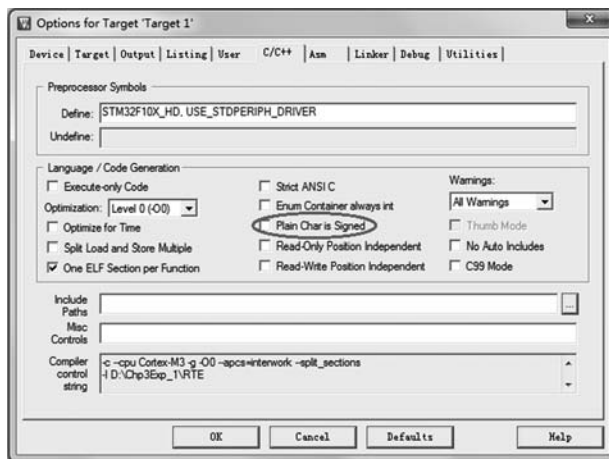 Options for Target 'Target 1'
Device | Target | Output | Listing | User C/C++ | Asm | Linker | Debug | Utilities |
Preprocessor Symbols
Define: STM32F10X_HD, USE_STDPERIPH_DRIVER
Undefine:
Language / Code Generation
Execute-only Code Strict ANSI C Warnings:
Optimization: Level 0 (-O0) Enum Container always int All Warnings
Optimize for Time Plain Char is Signed Thumb Mode
Split Load and Store Multiple Read-Only Position Independent No Auto Includes
One ELF Section per Function Read-Write Position Independent C99 Mode
Include Paths ...
Misc Controls
Compiler control string -c --cpu Cortex-M3 -g -O0 --apcs=interwork --split_sections
-I D:\Chp3Exp_1\RTE
OK Cancel Defaults Help